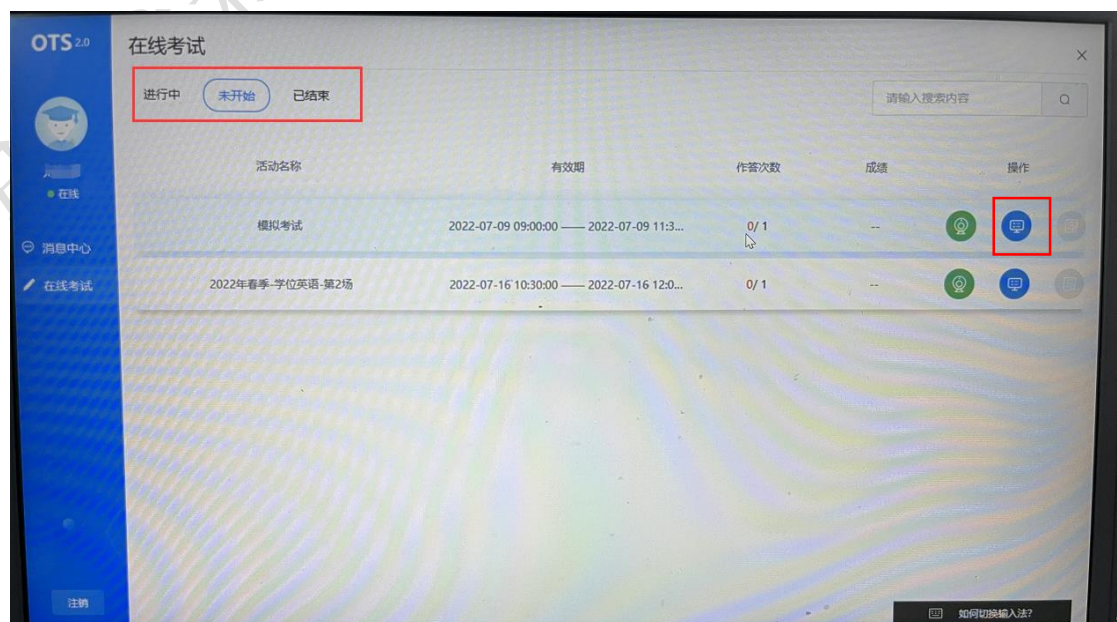 OTS 2.0
在线考试
进行中 未开始 已结束
请输入搜索内容
活动名称 有效期 作答次数 成绩 操作
在线
模拟考试 2022-07-09 09:00:00 —— 2022-07-09 11:3... 0/ 1 --
消息中心
在线考试
2022年春季-学位英语-第2场 2022-07-16 10:30:00 —— 2022-07-16 12:0... 0/ 1 --
注销
如何切换输入法?